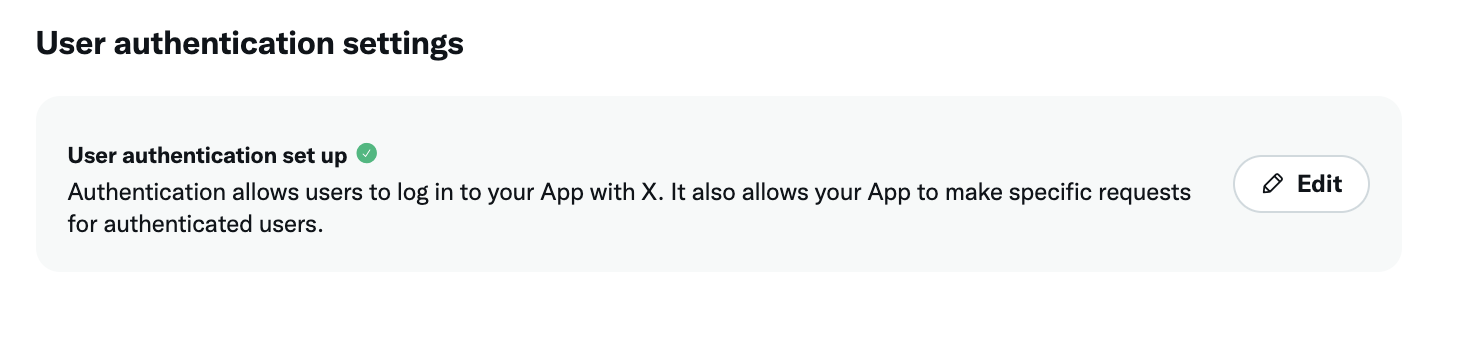 User authentication settings
User authentication set up
Authentication allows users to log in to your App with X. It also allows your App to make specific requests
for authenticated users.
Edit